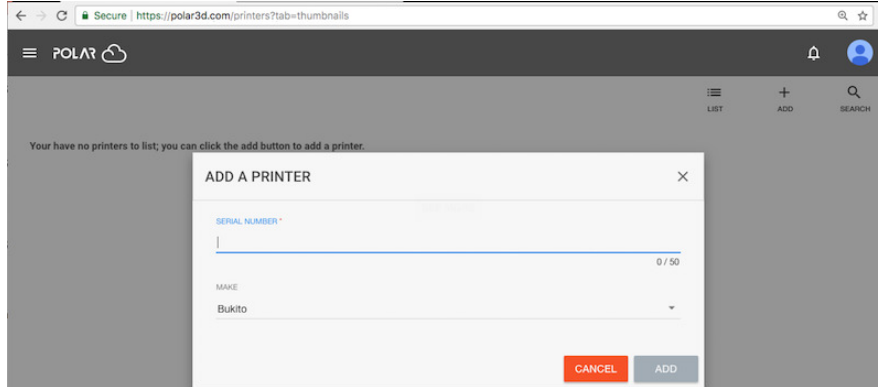 Secure | https://polar3d.com/printers?tab=thumbnails
POLAR
LIST ADD SEARCH
Your have no printers to list; you can click the add button to add a printer.
ADD A PRINTER
SERIAL NUMBER *
0 / 50
MAKE
Bukito
CANCEL ADD